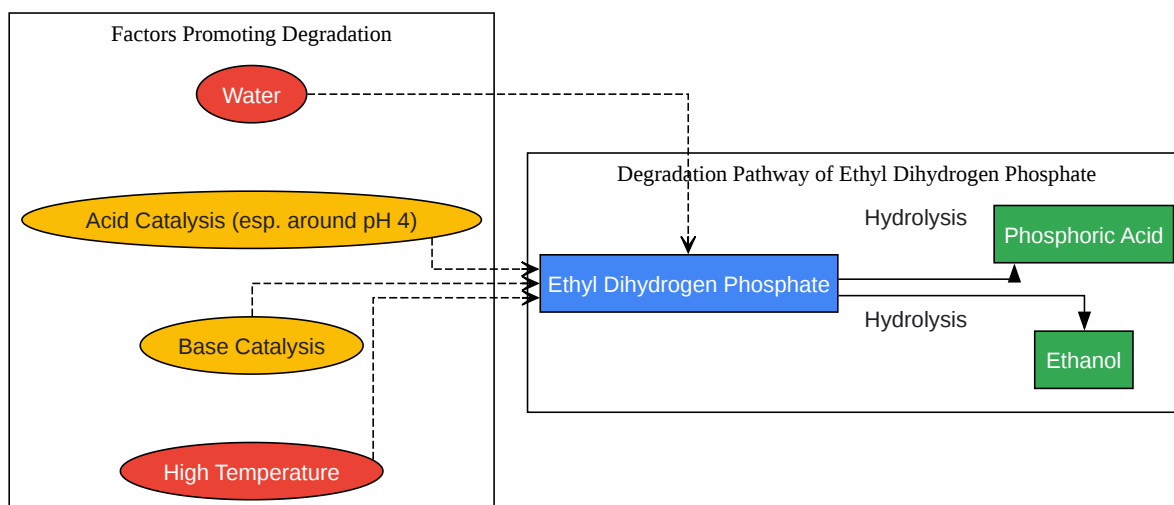 Factors Promoting Degradation
Water
Acid Catalysis (esp. around pH 4)
Base Catalysis
High Temperature
Degradation Pathway of Ethyl Dihydrogen Phosphate
Ethyl Dihydrogen Phosphate
Hydrolysis
Phosphoric Acid
Hydrolysis
Ethanol